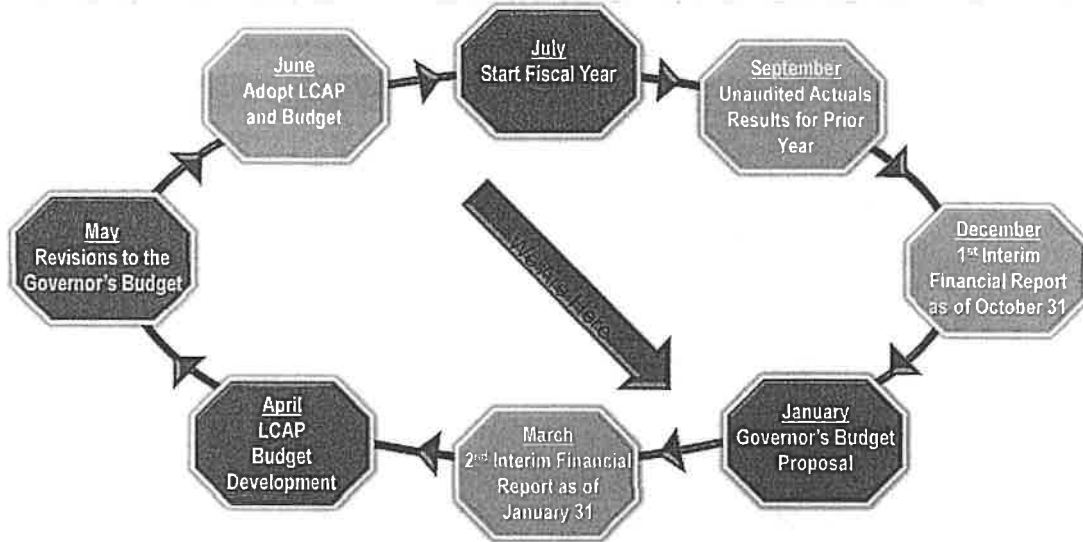 July
Start Fiscal Year
September
Unaudited Actuals
Results for Prior
Year
December
1st Interim
Financial Report
as of October 31
January
Governor's Budget
Proposal
March
2nd Interim Financial
Report as of
January 31
April
LCAP
Budget
Development
May
Revisions to the
Governor's Budget
June
Adopt LCAP
and Budget
We Are Here